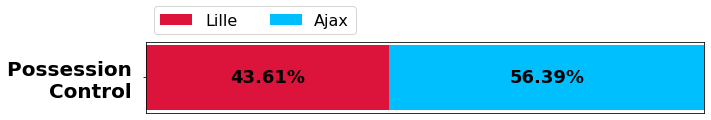 Lille Ajax
Possession
Control
43.61% 56.39%